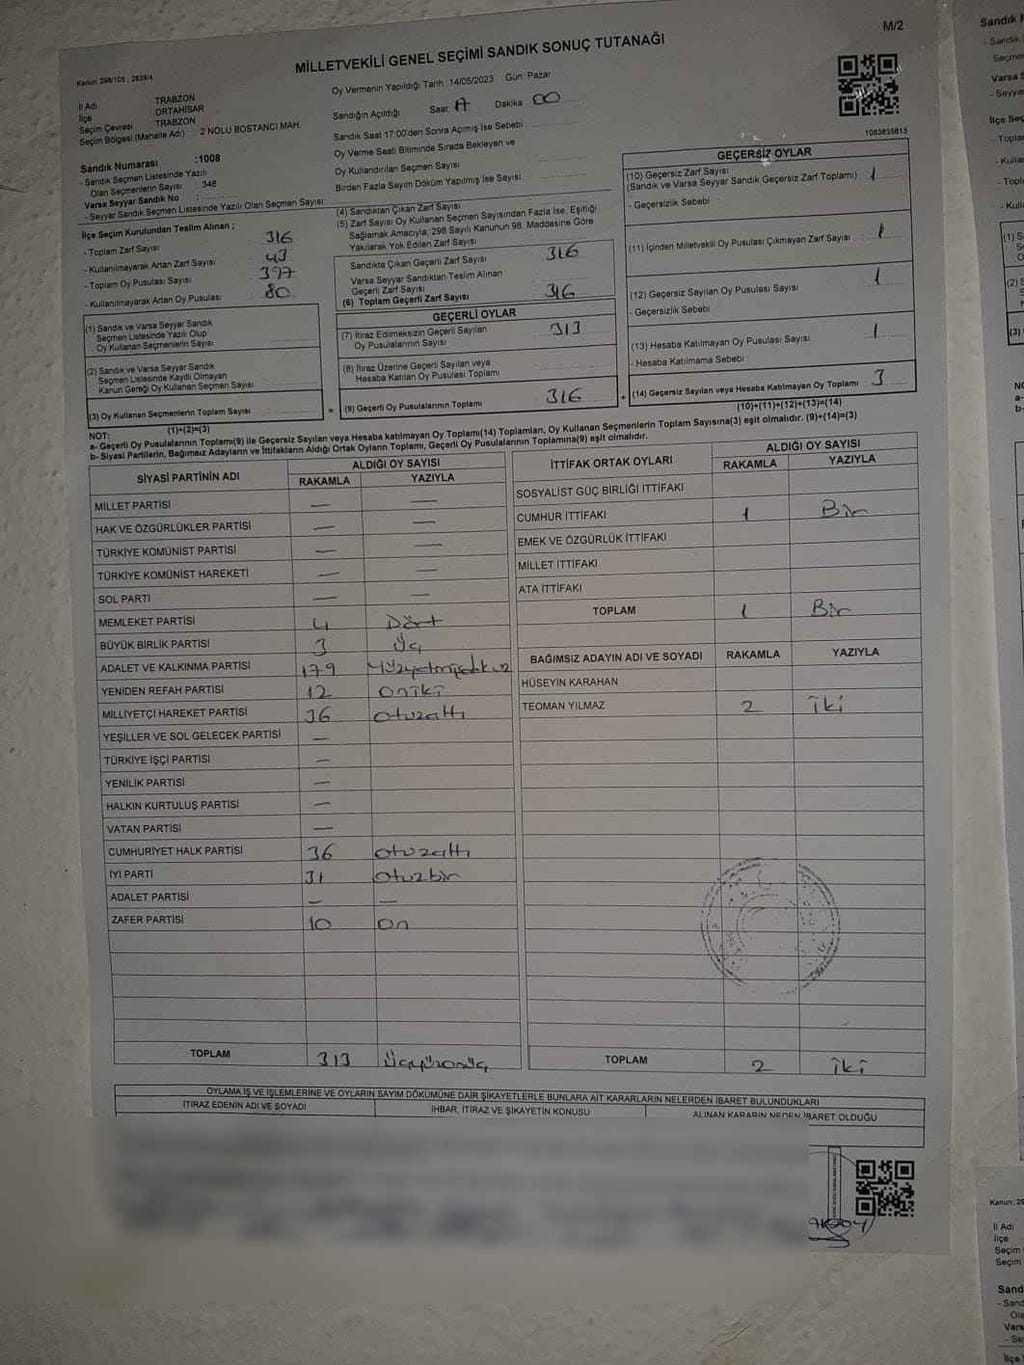 M/2
MİLLETVEKİLİ GENEL SEÇİMİ SANDIK SONUÇ TUTANAĞI
Oy Vermenin Yapıldığı Tarih :14/05/2023 Gün: Pazar
İl Adı TRABZON
İlçe ORTAHİSAR
Seçim Çevresi TRABZON
Seçim Bölgesi (Mahalle Adı) 2 NOLU BOSTANCI MAH.
Sandığın Açıldığı Saat Dakika 00
Sandık Saat 17:00'den Sonra Açımış İse Sebebi
Oy Verme Saati Bitiminde Sırada Bekleyen ve
Oy Kullandırılan Seçmen Sayısı
Birden Fazla Sayım Döküm Yapılmış İse Sayısı
1083835815
Sandık Numarası :1008
- Sandık Seçmen Listesinde Yazılı
Olan Seçmenlerin Sayısı 346
Varsa Seyyar Sandık No
- Seyyar Sandık Seçmen Listesinde Yazılı Olan Seçmen Sayısı
İlçe Seçim Kurulundan Teslim Alınan ;
- Toplam Zarf Sayısı 316
- Kullanılmayarak Artan Zarf Sayısı 43
- Toplam Oy Pusulası Sayısı 397
- Kullanılmayarak Artan Oy Pusulası 80
(1) Sandık ve Varsa Seyyar Sandık
Seçmen Listesinde Yazılı Olup
Oy Kullanan Seçmenlerin Sayısı
(2) Sandık ve Varsa Seyyar Sandık
Seçmen Listesinde Kayıtlı Olmayan
Kanun Gereği Oy Kullanan Seçmen Sayısı
(3) Oy Kullanan Seçmenlerin Toplam Sayısı
(1)+(2)=(3)
(4) Sandıktan Çıkan Zarf Sayısı
(5) Zarf Sayısı Oy Kullanan Seçmen Sayısından Fazla İse, Eşitliği
Sağlamak Amacıyla, 298 Sayılı Kanunun 98. Maddesine Göre
Yakılarak Yok Edilen Zarf Sayısı
Sandıkta Çıkan Geçerli Zarf Sayısı 316
Varsa Seyyar Sandıktan Teslim Alınan
Geçerli Zarf Sayısı
(6) Toplam Geçerli Zarf Sayısı 316
GEÇERLİ OYLAR
(7) İtiraz Edilmeksizin Geçerli Sayılan
Oy Pusulalarının Sayısı 313
(8) İtiraz Üzerine Geçerli Sayılan veya
Hesaba Katılan Oy Pusulası Toplamı
= (9) Geçerli Oy Pusulalarının Toplamı 316
GEÇERSİZ OYLAR
(10) Geçersiz Zarf Sayısı 1
(Sandık ve Varsa Seyyar Sandık Geçersiz Zarf Toplamı)
- Geçersizlik Sebebi
(11) İçinden Milletvekili Oy Pusulası Çıkmayan Zarf Sayısı 1
(12) Geçersiz Sayılan Oy Pusulası Sayısı 1
- Geçersizlik Sebebi
(13) Hesaba Katılmayan Oy Pusulası Sayısı 1
- Hesaba Katılmama Sebebi
+ (14) Geçersiz Sayılan veya Hesaba Katılmayan Oy Toplamı 3
(10)+(11)+(12)+(13)=(14)
NOT:
a- Geçerli Oy Pusulalarının Toplamı(9) ile Geçersiz Sayılan veya Hesaba katılmayan Oy Toplamı(14) Toplamları, Oy Kullanan Seçmenlerin Toplam Sayısına(3) eşit olmalıdır. (9)+(14)=(3)
b- Siyasi Partilerin, Bağımsız Adayların ve İttifakların Aldığı Ortak Oyların Toplamı, Geçerli Oy Pusulalarının Toplamına(9) eşit olmalıdır.
SİYASİ PARTİNİN ADI ALDIĞI OY SAYISI
RAKAMLA YAZIYLA
MİLLET PARTİSİ — —
HAK VE ÖZGÜRLÜKLER PARTİSİ — —
TÜRKİYE KOMÜNİST PARTİSİ — —
TÜRKİYE KOMÜNİST HAREKETİ — —
SOL PARTİ — —
MEMLEKET PARTİSİ 4 Dört
BÜYÜK BİRLİK PARTİSİ 3 Üç
ADALET VE KALKINMA PARTİSİ 179
YENİDEN REFAH PARTİSİ 12 oniki
MİLLİYETÇİ HAREKET PARTİSİ 36 otuzaltı
YEŞİLLER VE SOL GELECEK PARTİSİ —
TÜRKİYE İŞÇİ PARTİSİ —
YENİLİK PARTİSİ —
HALKIN KURTULUŞ PARTİSİ —
VATAN PARTİSİ —
CUMHURİYET HALK PARTİSİ 36 otuzaltı
İYİ PARTİ 31 otuzbir
ADALET PARTİSİ — —
ZAFER PARTİSİ 10 on
TOPLAM 313 Üçyüzonüç
İTTİFAK ORTAK OYLARI ALDIĞI OY SAYISI
RAKAMLA YAZIYLA
SOSYALİST GÜÇ BİRLİĞİ İTTİFAKI
CUMHUR İTTİFAKI 1 Bir
EMEK VE ÖZGÜRLÜK İTTİFAKI
MİLLET İTTİFAKI
ATA İTTİFAKI
TOPLAM 1 Bir
BAĞIMSIZ ADAYIN ADI VE SOYADI RAKAMLA YAZIYLA
HÜSEYİN KARAHAN
TEOMAN YILMAZ 2 iki
TOPLAM 2 iki
OYLAMA İŞ VE İŞLEMLERİNE VE OYLARIN SAYIM DÖKÜMÜNE DAİR ŞİKAYETLERLE BUNLARA AİT KARARLARIN NELERDEN İBARET BULUNDUKLARI
İTİRAZ EDENİN ADI VE SOYADI İHBAR, İTİRAZ VE ŞİKAYETİN KONUSU ALINAN KARARIN NEDEN İBARET OLDUĞU